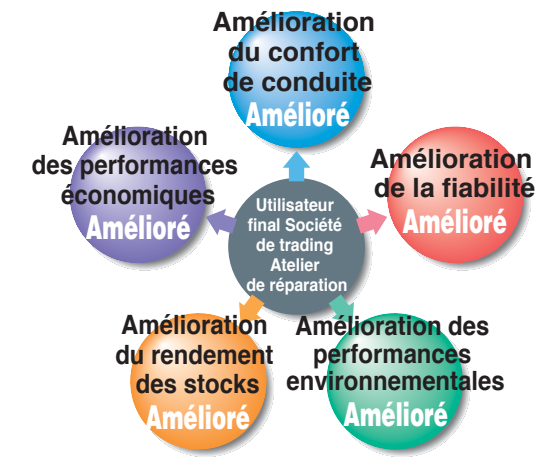 Amélioration
du confort
de conduite
Amélioré
Amélioration
des performances
économiques
Amélioré
Amélioration
de la fiabilité
Amélioré
Utilisateur
final Société
de trading
Atelier
de réparation
Amélioration
du rendement
des stocks
Amélioré
Amélioration des
performances
environnementales
Amélioré